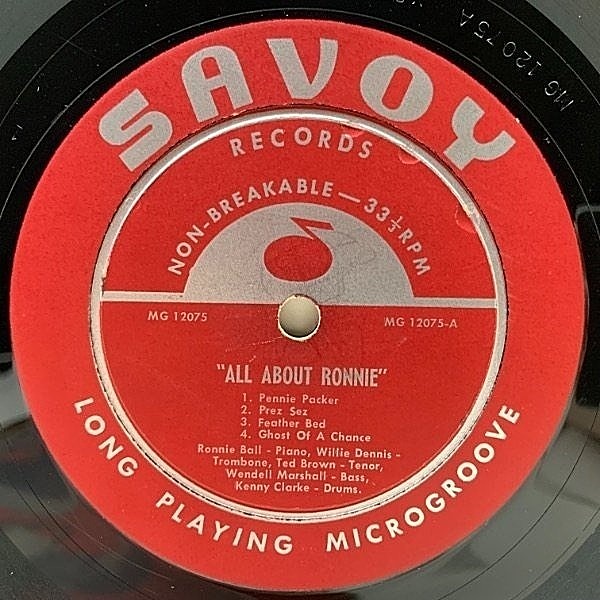 SAVOY
RECORDS
NON-BREAKABLE—33⅓RPM
MG 12075
MG 12075-A
"ALL ABOUT RONNIE"
1. Pennie Packer
2. Prez Sez
3. Feather Bed
4. Ghost Of A Chance
Ronnie Ball - Piano, Willie Dennis -
Trombone, Ted Brown - Tenor,
Wendell Marshall - Bass,
Kenny Clarke - Drums.
LONG PLAYING MICROGROOVE
MG 12075A